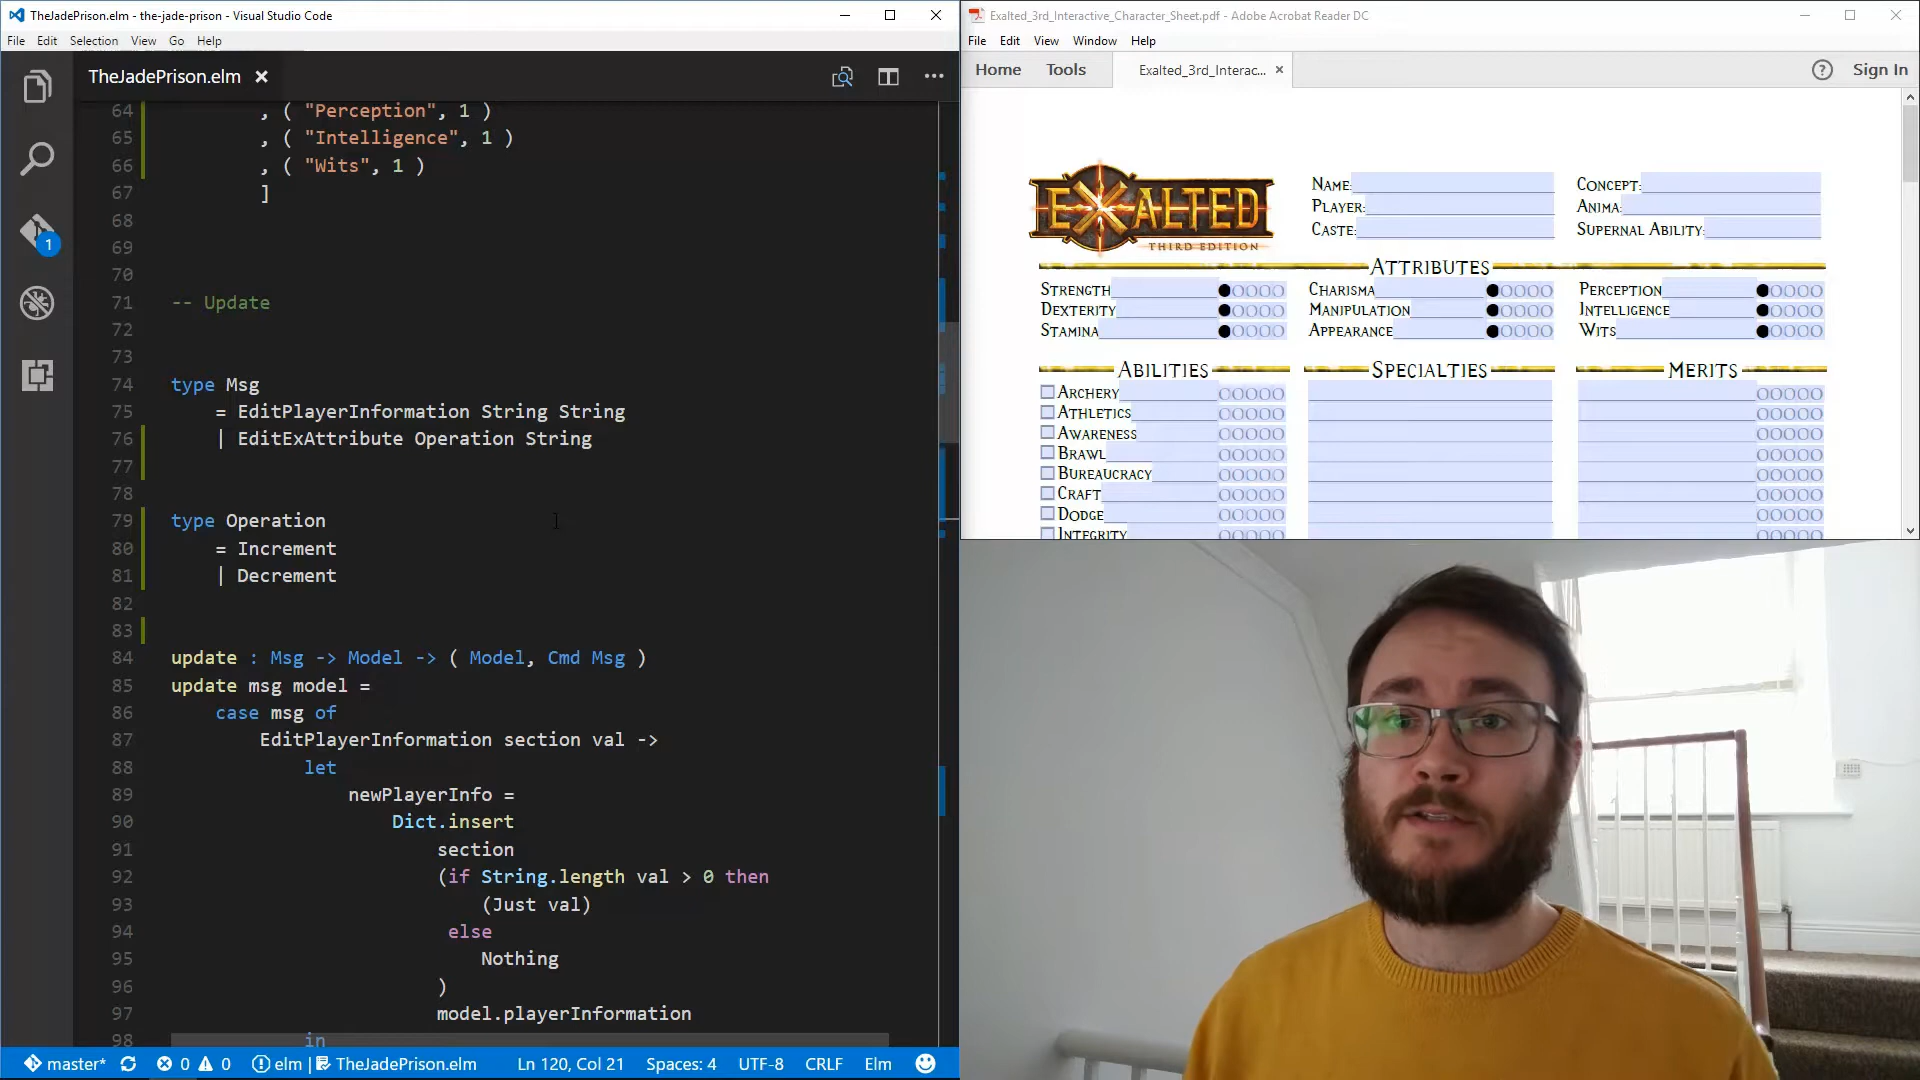 TheJadePrison.elm - the-jade-prison - Visual Studio Code
File Edit Selection View Go Help
TheJadePrison.elm ×
64 , ( "Perception", 1 )
65 , ( "Intelligence", 1 )
66 , ( "Wits", 1 )
67 ]
68
69
70
71 -- Update
72
73
74 type Msg
75 = EditPlayerInformation String String
76 | EditExAttribute Operation String
77
78
79 type Operation
80 = Increment
81 | Decrement
82
83
84 update : Msg -> Model -> ( Model, Cmd Msg )
85 update msg model =
86 case msg of
87 EditPlayerInformation section val ->
88 let
89 newPlayerInfo =
90 Dict.insert
91 section
92 (if String.length val > 0 then
93 (Just val)
94 else
95 Nothing
96 )
97 model.playerInformation
98 in
1
master* 0 0 elm TheJadePrison.elm Ln 120, Col 21 Spaces: 4 UTF-8 CRLF Elm
Exalted_3rd_Interactive_Character_Sheet.pdf - Adobe Acrobat Reader DC
File Edit View Window Help
Home Tools Exalted_3rd_Interac... × ? Sign In
EXALTED
THIRD EDITION
NAME: CONCEPT:
PLAYER: ANIMA:
CASTE: SUPERNAL ABILITY:
ATTRIBUTES
STRENGTH CHARISMA PERCEPTION
DEXTERITY MANIPULATION INTELLIGENCE
STAMINA APPEARANCE WITS
ABILITIES SPECIALTIES MERITS
ARCHERY
ATHLETICS
AWARENESS
BRAWL
BUREAUCRACY
CRAFT
DODGE
INTEGRITY